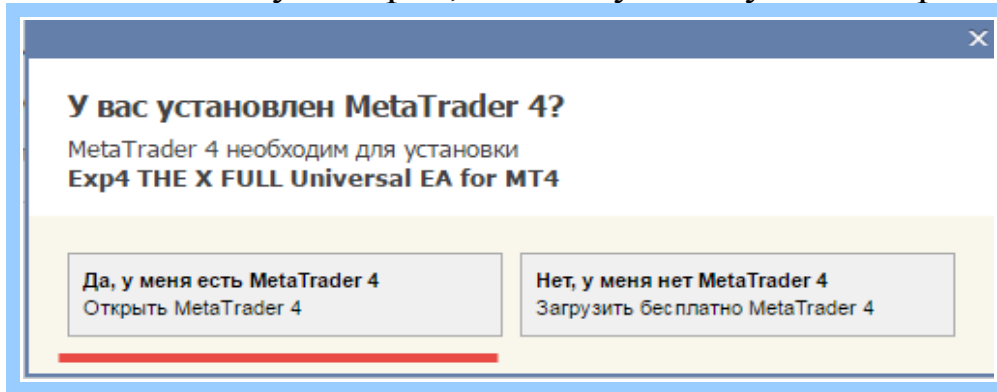 У вас установлен MetaTrader 4?
MetaTrader 4 необходим для установки
Exp4 THE X FULL Universal EA for MT4
Да, у меня есть MetaTrader 4
Нет, у меня нет MetaTrader 4
Открыть MetaTrader 4
Загрузить бесплатно MetaTrader 4